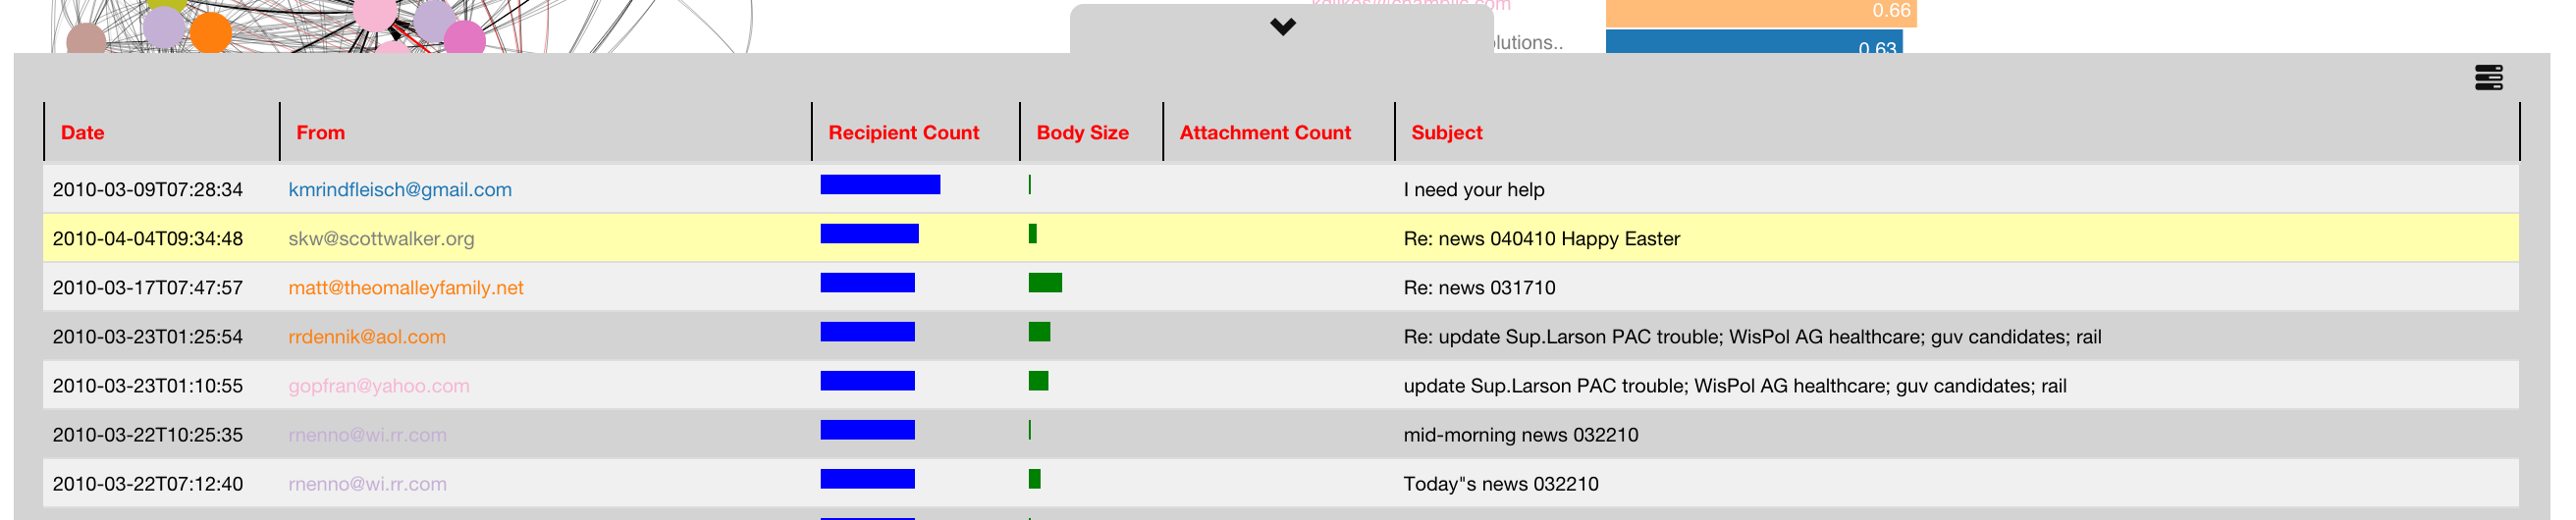 0.66
lutions..
0.63
Date From Recipient Count Body Size Attachment Count Subject
2010-03-09T07:28:34 kmrindfleisch@gmail.com I need your help
2010-04-04T09:34:48 skw@scottwalker.org Re: news 040410 Happy Easter
2010-03-17T07:47:57 matt@theomalleyfamily.net Re: news 031710
2010-03-23T01:25:54 rrdennik@aol.com Re: update Sup.Larson PAC trouble; WisPol AG healthcare; guv candidates; rail
2010-03-23T01:10:55 gopfran@yahoo.com update Sup.Larson PAC trouble; WisPol AG healthcare; guv candidates; rail
2010-03-22T10:25:35 rnenno@wi.rr.com mid-morning news 032210
2010-03-22T07:12:40 rnenno@wi.rr.com Today"s news 032210